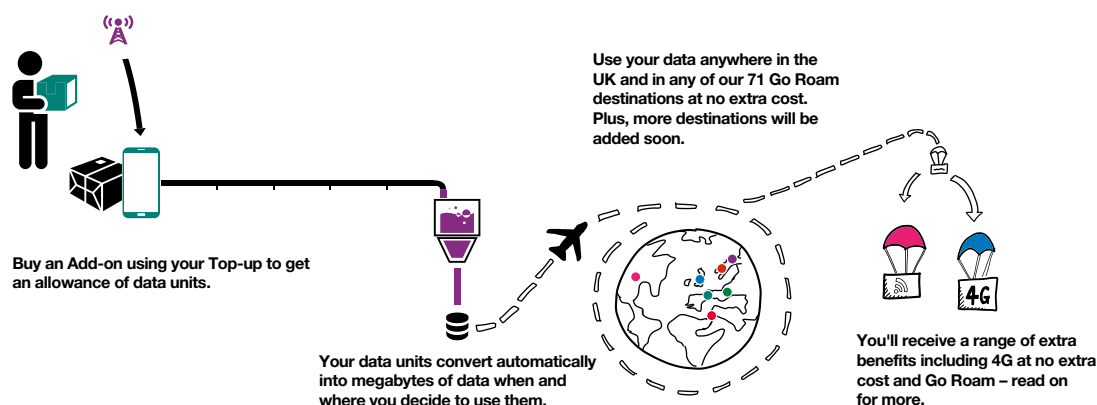 Use your data anywhere in the
UK and in any of our 71 Go Roam
destinations at no extra cost.
Plus, more destinations will be
added soon.
Buy an Add-on using your Top-up to get
an allowance of data units.
Your data units convert automatically
into megabytes of data when and
where you decide to use them.
4G
You'll receive a range of extra
benefits including 4G at no extra
cost and Go Roam – read on
for more.